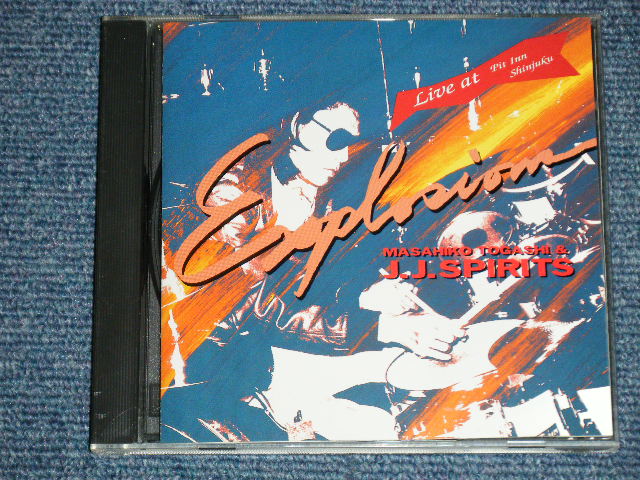 Live at Pit Inn
Shinjuku
Explosion
MASAHIKO TOGASHI &
J.J.SPIRITS